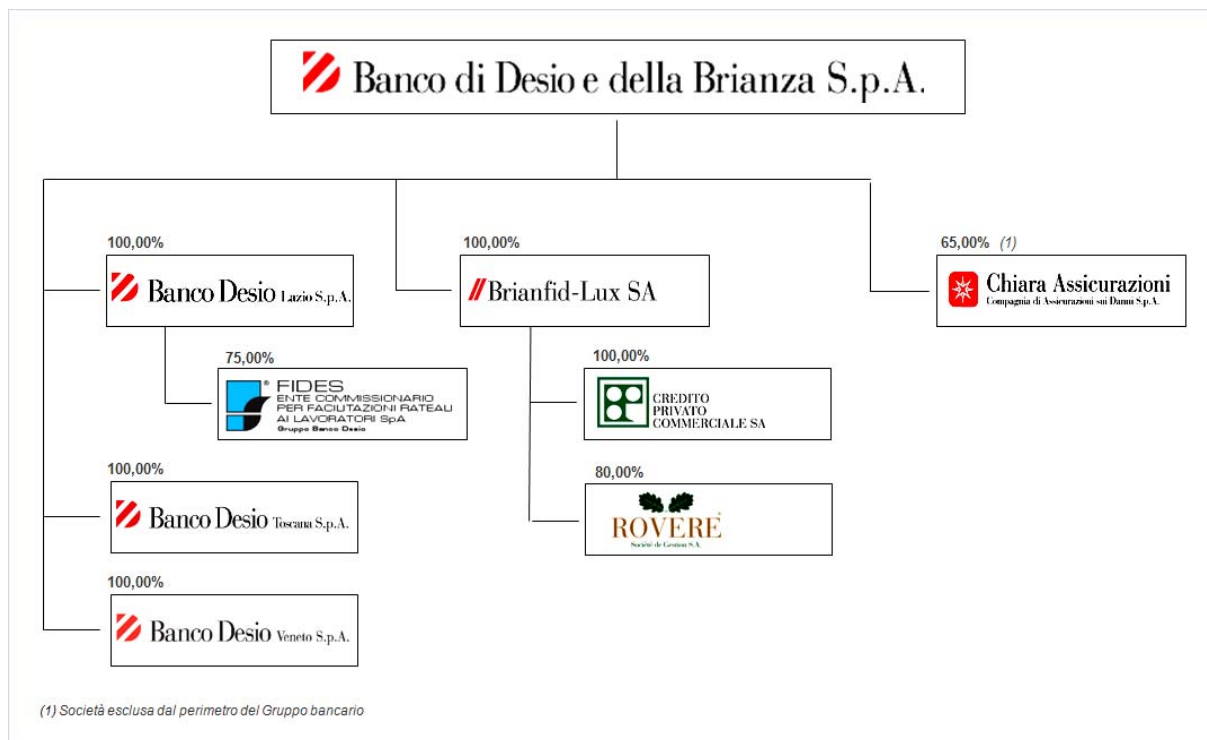 Banco di Desio e della Brianza S.p.A.
100,00%
Banco Desio Lazio S.p.A.
75,00%
FIDES
ENTE COMMISSIONARIO
PER FACILITAZIONI RATEALI
AI LAVORATORI SpA
Gruppo Banco Desio
100,00%
Banco Desio Toscana S.p.A.
100,00%
Banco Desio Veneto S.p.A.
100,00%
Brianfid-Lux SA
100,00%
CREDITO
PRIVATO
COMMERCIALE SA
80,00%
ROVERE
Société de Gestion S.A.
65,00% (1)
Chiara Assicurazioni
Compagnia di Assicurazioni sui Danni S.p.A.
(1) Società esclusa dal perimetro del Gruppo bancario